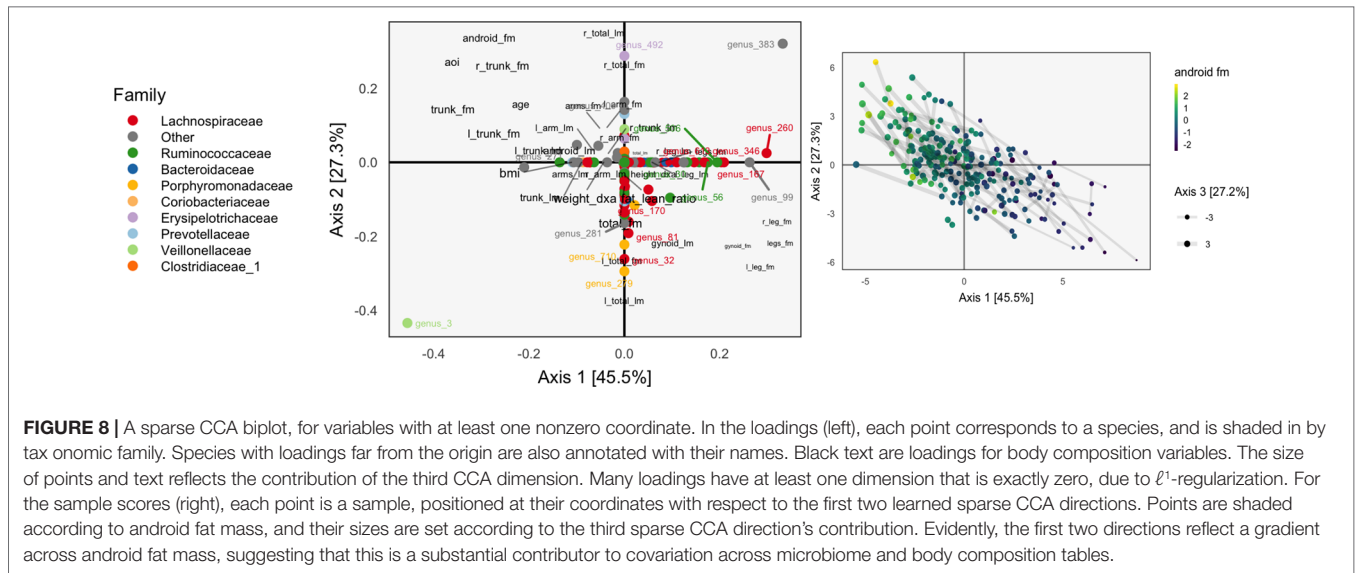 Family
Lachnospiraceae
Other
Ruminococcaceae
Bacteroidaceae
Porphyromonadaceae
Coriobacteriaceae
Erysipelotrichaceae
Prevotellaceae
Veillonellaceae
Clostridiaceae_1
Axis 2 [27.3%]
0.2
0.0
-0.2
-0.4
android_fm
r_total_lm
genus_492
genus_383
aoi
r_trunk_fm
r_total_fm
trunk_fm
age
arms_fm
l_arm_fm
l_trunk_fm
l_arm_lm
r_arm_fm
r_trunk_lm
genus_260
l_trunk_lm
android_lm
total_lm
r_leg_lm
legs_lm
genus_346
bmi
arms_lm
r_arm_lm
height_dxa
l_leg_lm
genus_167
trunk_lm
weight_dxa
fat_lean_ratio
genus_56
genus_99
total_fm
genus_170
r_leg_fm
genus_281
genus_81
gynoid_lm
gynoid_fm
legs_fm
genus_710
l_total_fm
genus_32
l_leg_fm
genus_279
l_total_lm
genus_3
-0.4
-0.2
0.0
0.2
Axis 1 [45.5%]
Axis 2 [27.3%]
6
3
0
-3
-6
-5
0
5
Axis 1 [45.5%]
android fm
2
1
0
-1
-2
Axis 3 [27.2%]
-3
3
FIGURE 8 | A sparse CCA biplot, for variables with at least one nonzero coordinate. In the loadings (left), each point corresponds to a species, and is shaded in by
tax onomic family. Species with loadings far from the origin are also annotated with their names. Black text are loadings for body composition variables. The size
of points and text reflects the contribution of the third CCA dimension. Many loadings have at least one dimension that is exactly zero, due to ℓ¹-regularization. For
the sample scores (right), each point is a sample, positioned at their coordinates with respect to the first two learned sparse CCA directions. Points are shaded
according to android fat mass, and their sizes are set according to the third sparse CCA direction's contribution. Evidently, the first two directions reflect a gradient
across android fat mass, suggesting that this is a substantial contributor to covariation across microbiome and body composition tables.